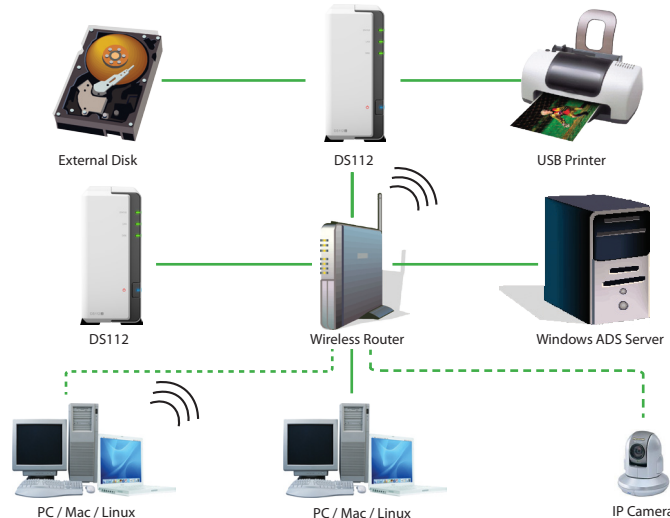 External Disk
DS112
USB Printer
DS112
Wireless Router
Windows ADS Server
PC / Mac / Linux
PC / Mac / Linux
IP Camera